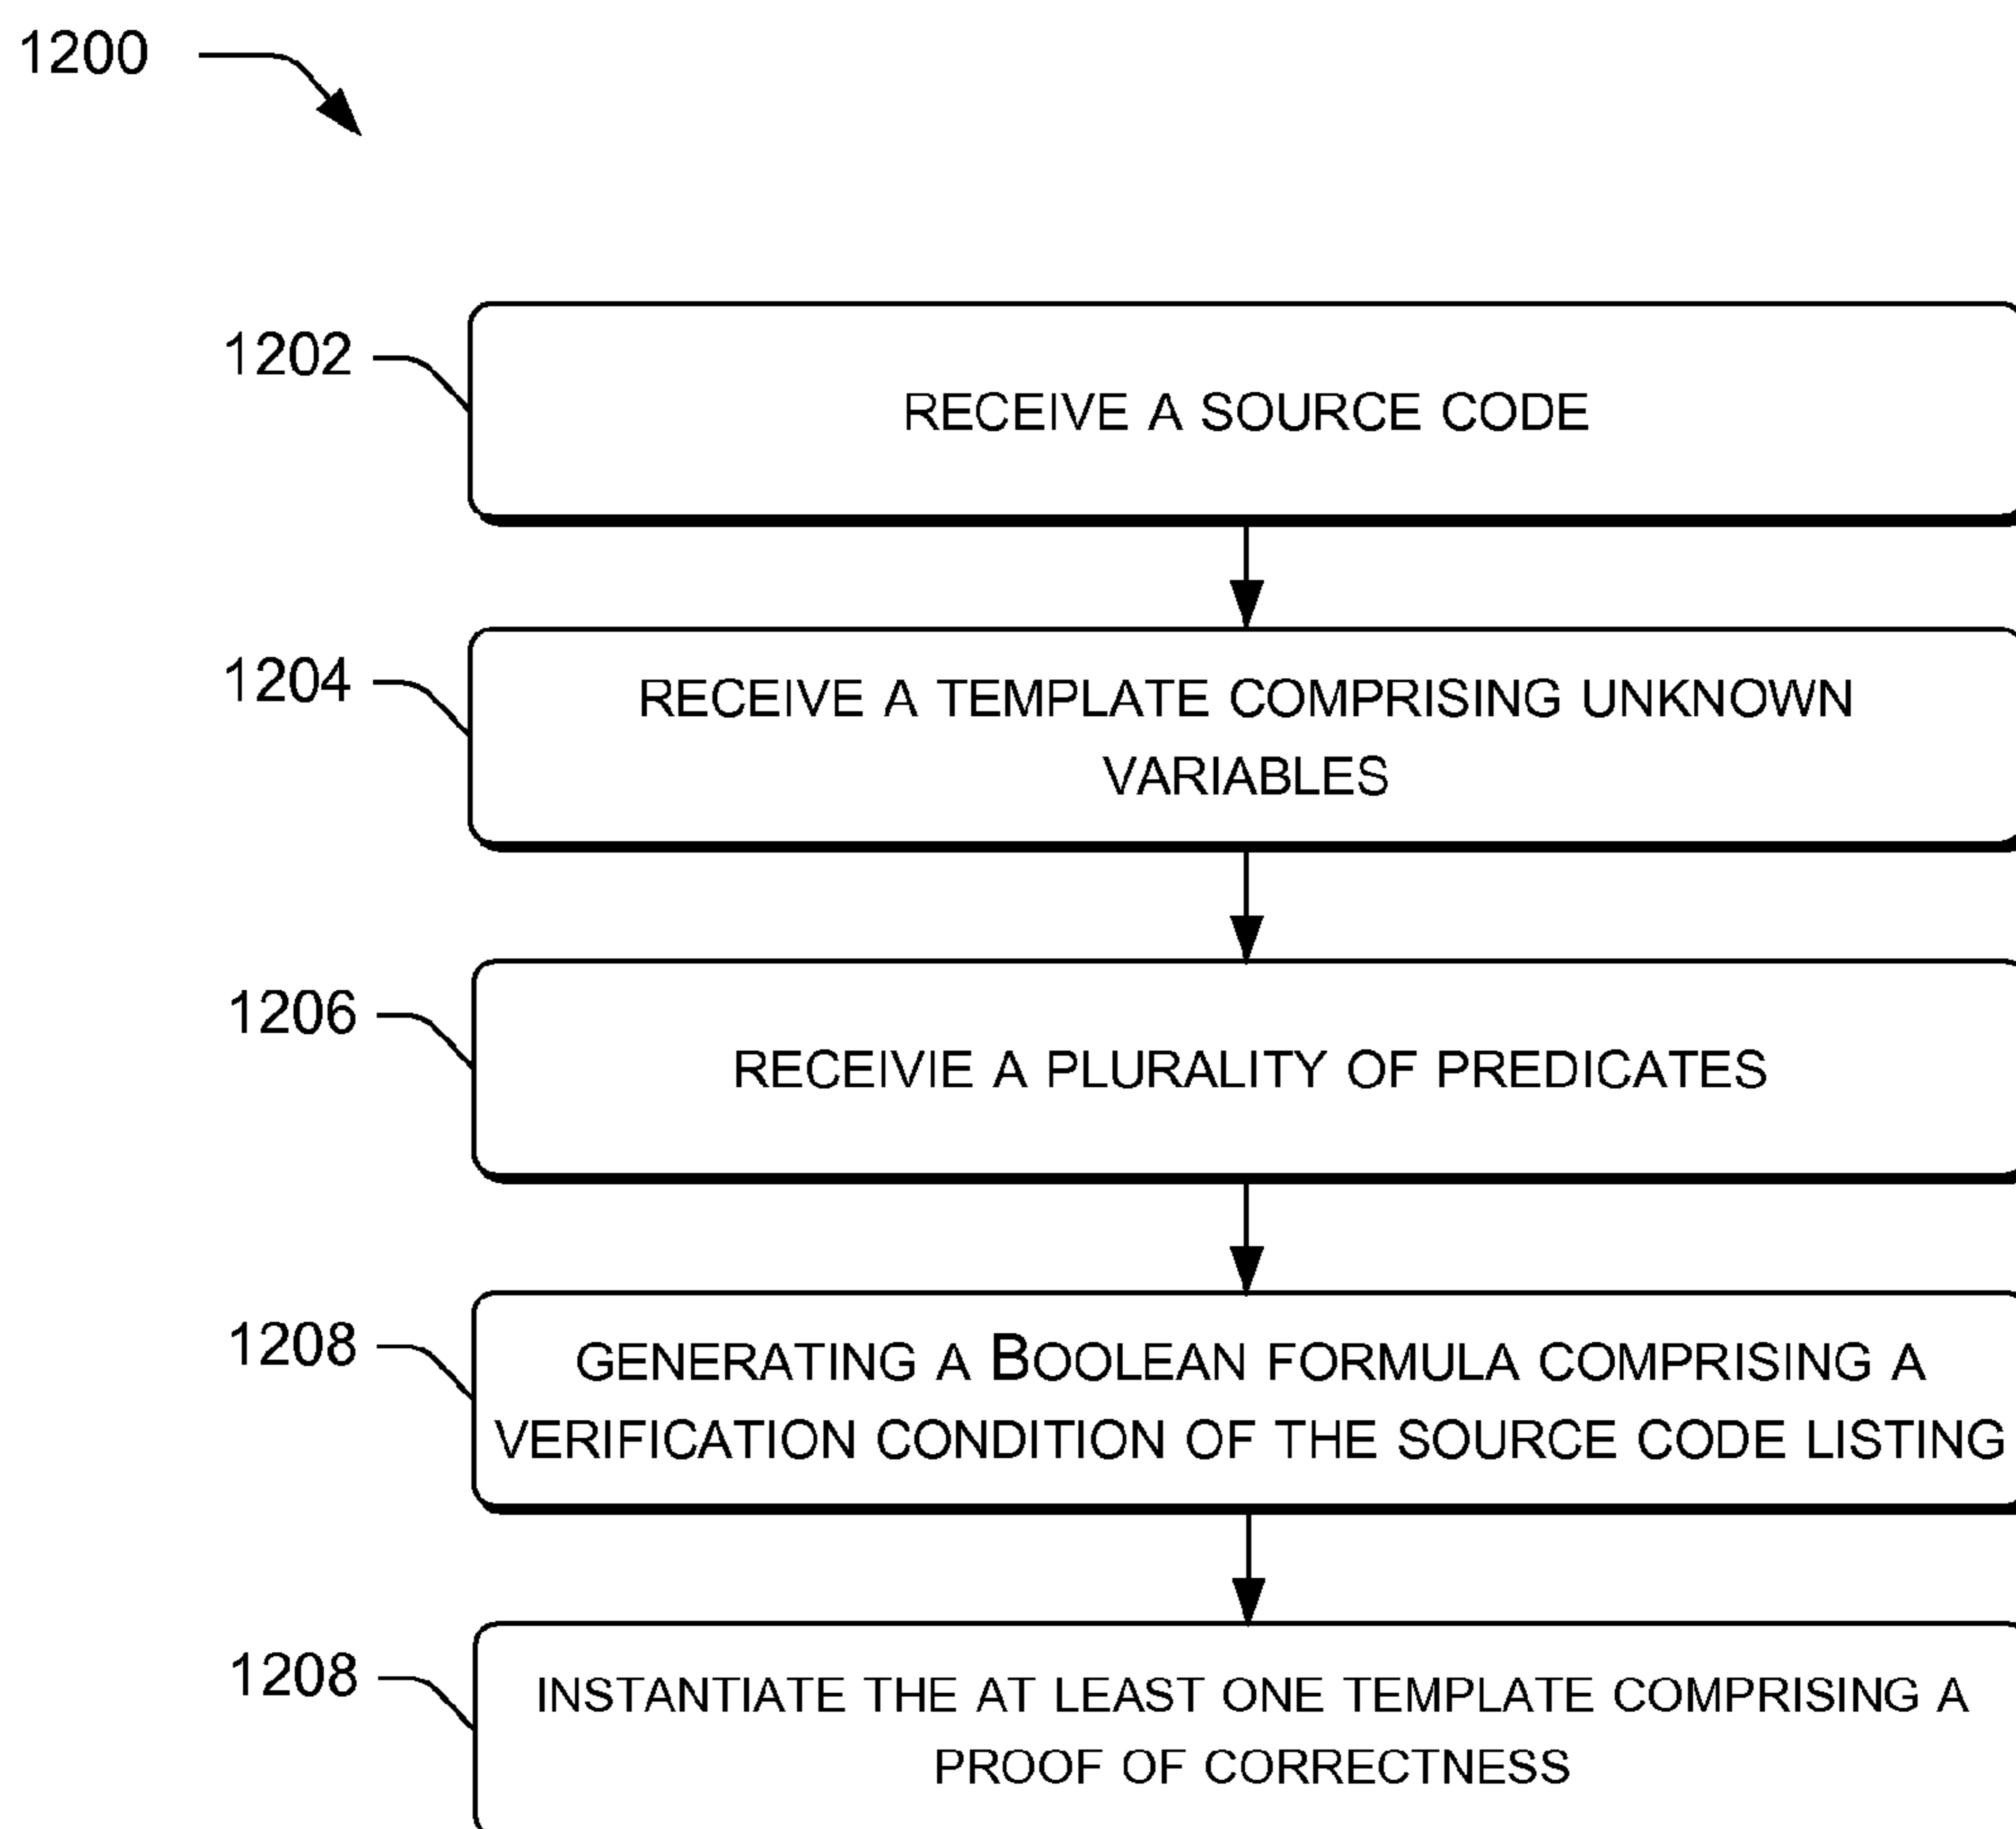 1200
1202
RECEIVE A SOURCE CODE
1204
RECEIVE A TEMPLATE COMPRISING UNKNOWN
VARIABLES
1206
RECEIVIE A PLURALITY OF PREDICATES
1208
GENERATING A BOOLEAN FORMULA COMPRISING A
VERIFICATION CONDITION OF THE SOURCE CODE LISTING
1208
INSTANTIATE THE AT LEAST ONE TEMPLATE COMPRISING A
PROOF OF CORRECTNESS